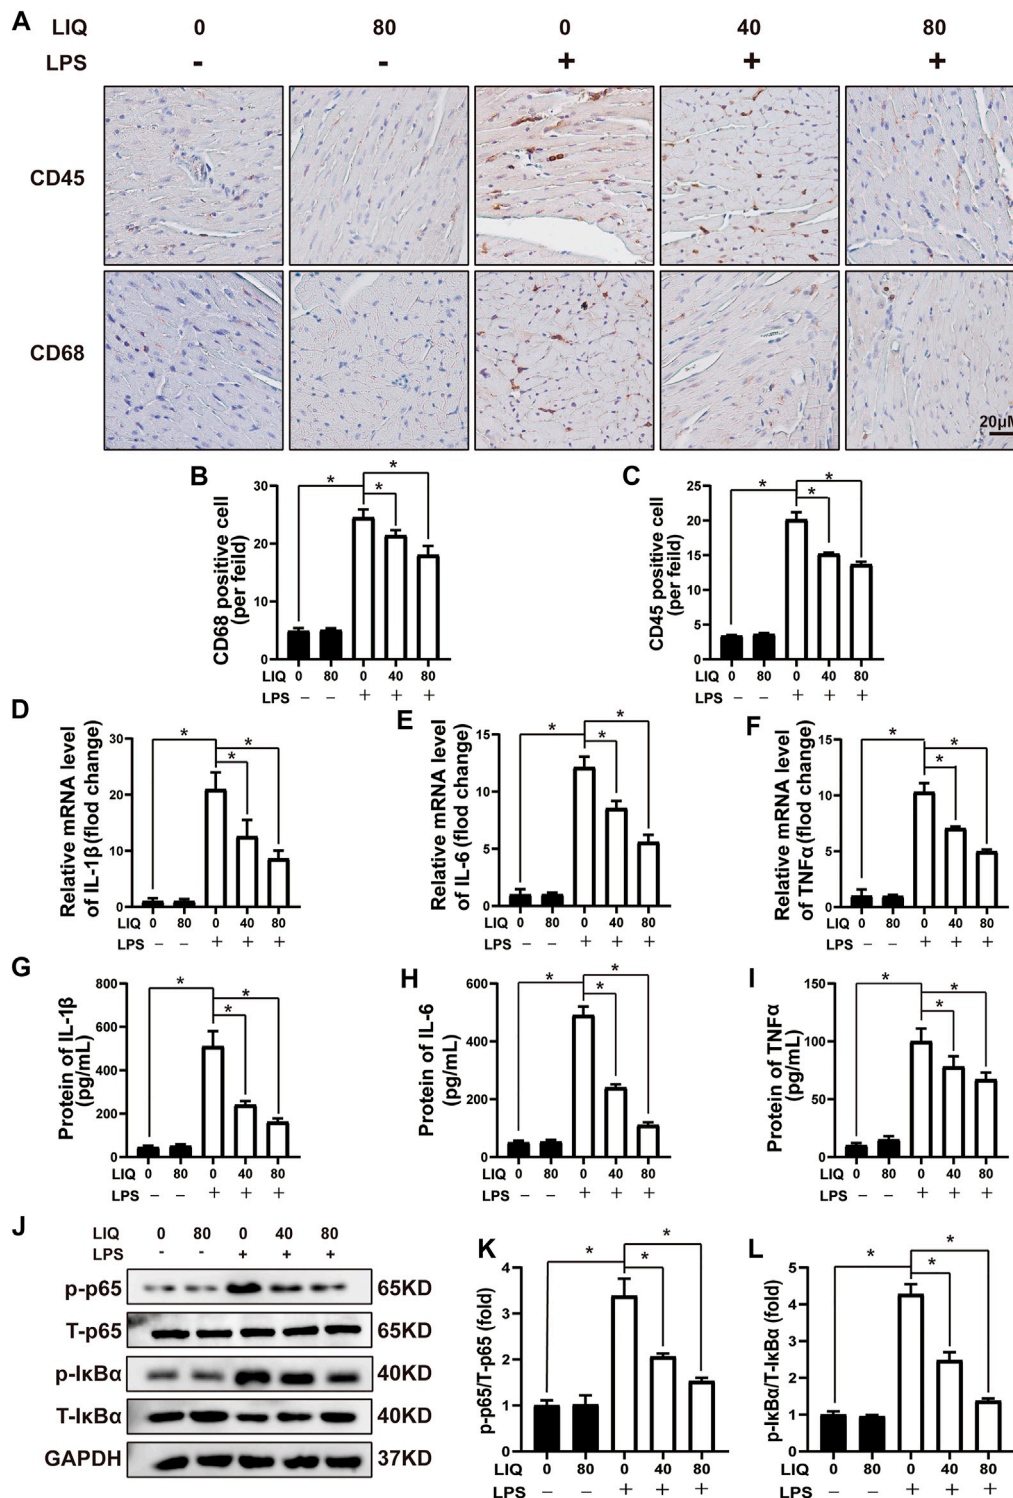 A
LIQ 0 80 0 40 80
LPS - - + + +
CD45
CD68
20μM
B
CD68 positive cell
(per feild)
30
20
10
0
*
*
*
LIQ 0 80 0 40 80
LPS – – + + +
C
CD45 positive cell
(per feild)
25
20
15
10
5
0
*
*
*
LIQ 0 80 0 40 80
LPS – – + + +
D
Relative mRNA level
of IL-1β (flod change)
30
20
10
0
*
*
*
LIQ 0 80 0 40 80
LPS – – + + +
E
Relative mRNA level
of IL-6 (flod change)
15
10
5
0
*
*
*
LIQ 0 80 0 40 80
LPS – – + + +
F
Relative mRNA level
of TNFα (flod change)
15
10
5
0
*
*
*
LIQ 0 80 0 40 80
LPS – – + + +
G
Protein of IL-1β
(pg/mL)
800
600
400
200
0
*
*
*
LIQ 0 80 0 40 80
LPS – – + + +
H
Protein of IL-6
(pg/mL)
600
400
200
0
*
*
*
LIQ 0 80 0 40 80
LPS – – + + +
I
Protein of TNFα
(pg/mL)
150
100
50
0
*
*
*
LIQ 0 80 0 40 80
LPS – – + + +
J
LIQ 0 80 0 40 80
LPS - - + + +
p-p65 65KD
T-p65 65KD
p-IκBα 40KD
T-IκBα 40KD
GAPDH 37KD
K
p-p65/T-p65 (fold)
4
3
2
1
0
*
*
*
LIQ 0 80 0 40 80
LPS – – + + +
L
p-IκBα/T-IκBα (fold)
5
4
3
2
1
0
*
*
*
LIQ 0 80 0 40 80
LPS – – + + +